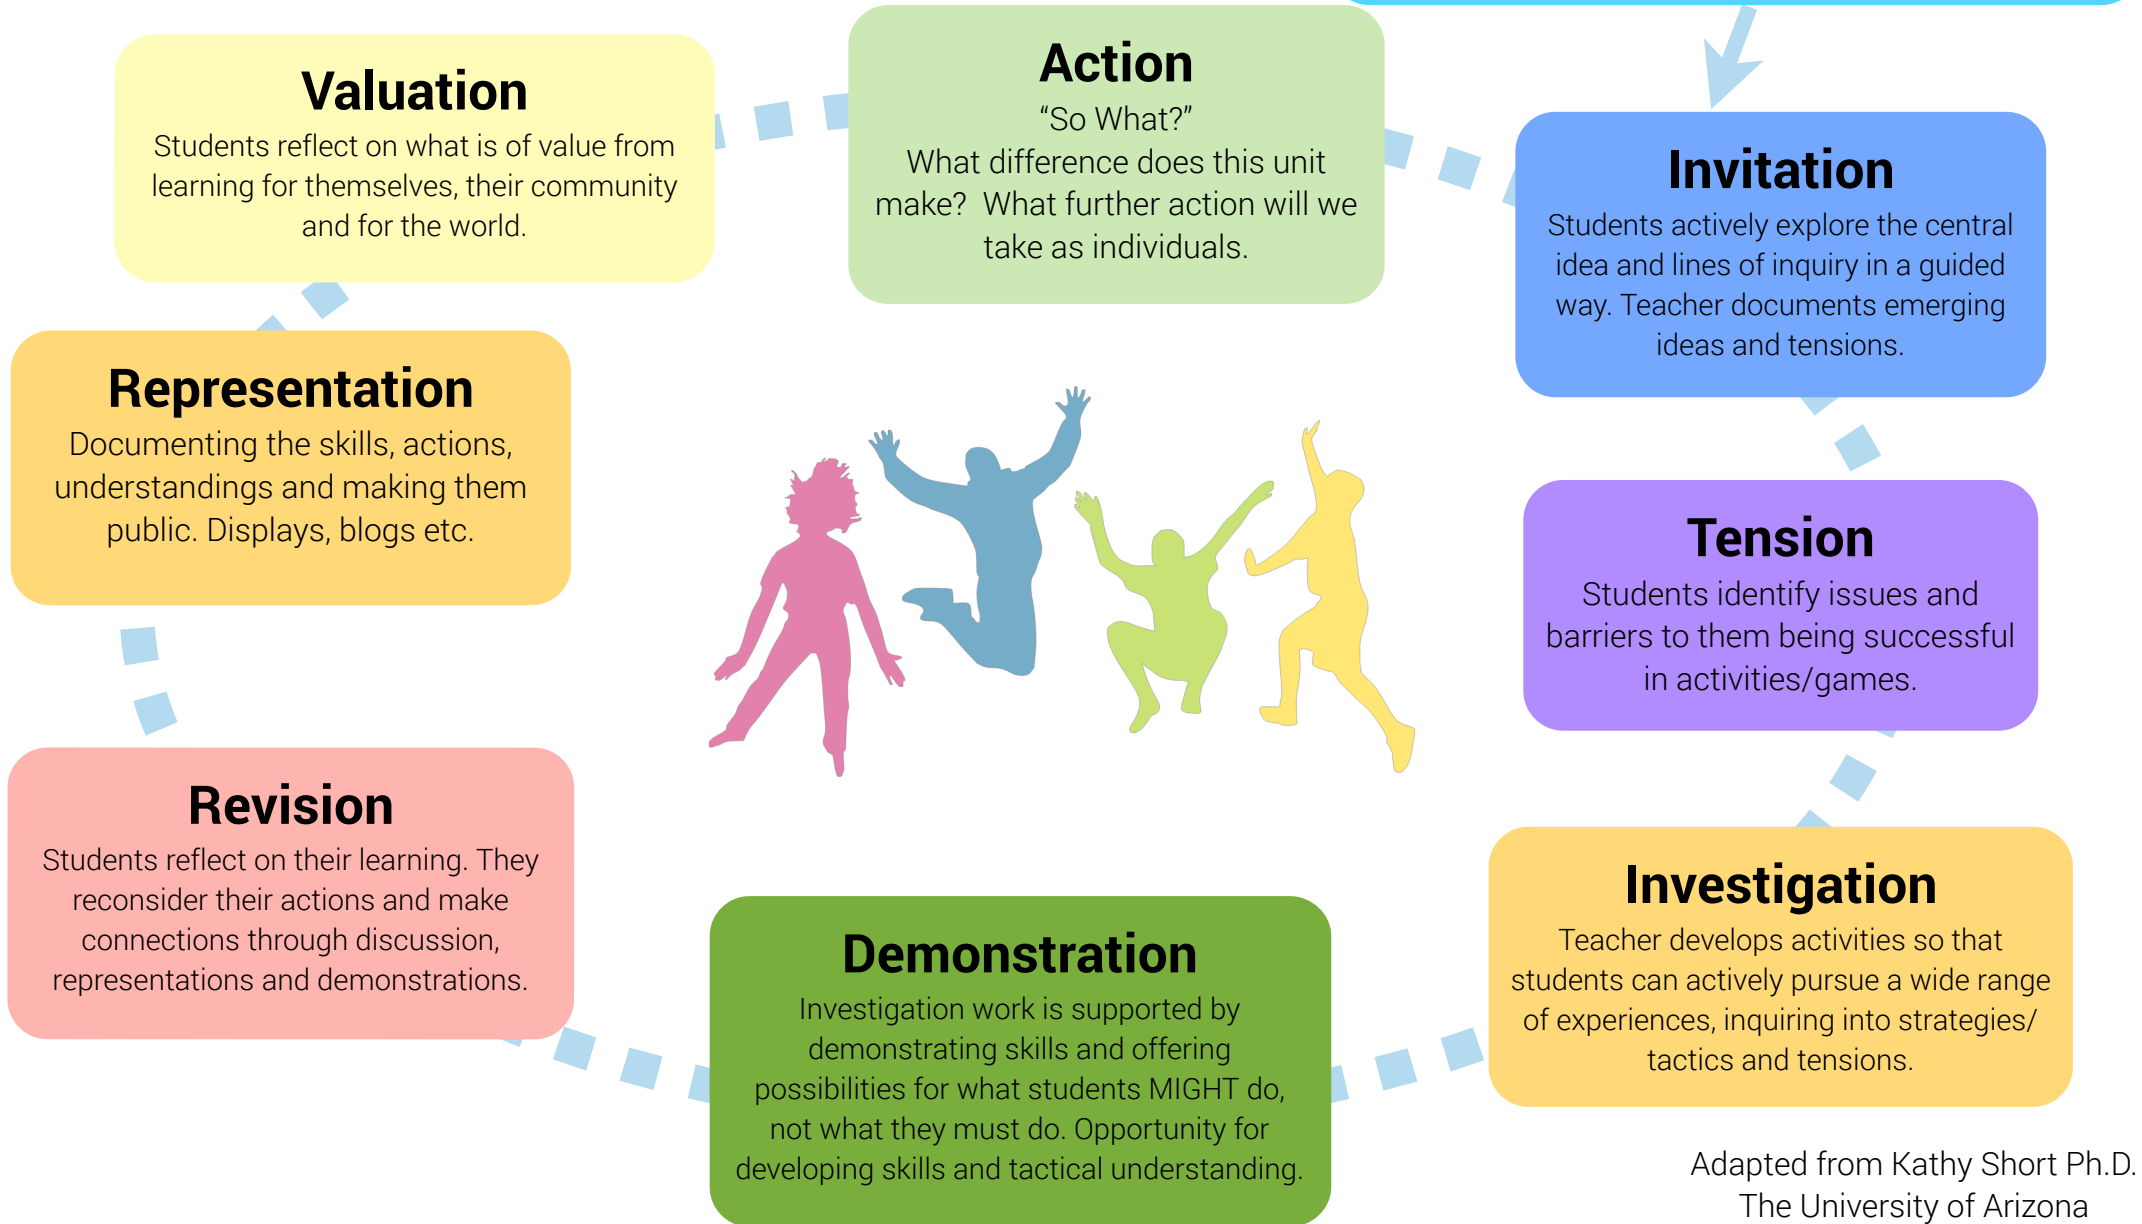 Valuation
Students reflect on what is of value from
learning for themselves, their community
and for the world.
Action
“So What?”
What difference does this unit
make?  What further action will we
take as individuals.
Invitation
Students actively explore the central
idea and lines of inquiry in a guided
way. Teacher documents emerging
ideas and tensions.
Representation
Documenting the skills, actions,
understandings and making them
public. Displays, blogs etc.
Tension
Students identify issues and
barriers to them being successful
in activities/games.
Revision
Students reflect on their learning. They
reconsider their actions and make
connections through discussion,
representations and demonstrations.
Demonstration
Investigation work is supported by
demonstrating skills and offering
possibilities for what students MIGHT do,
not what they must do. Opportunity for
developing skills and tactical understanding.
Investigation
Teacher develops activities so that
students can actively pursue a wide range
of experiences, inquiring into strategies/
tactics and tensions.
Adapted from Kathy Short Ph.D.
The University of Arizona